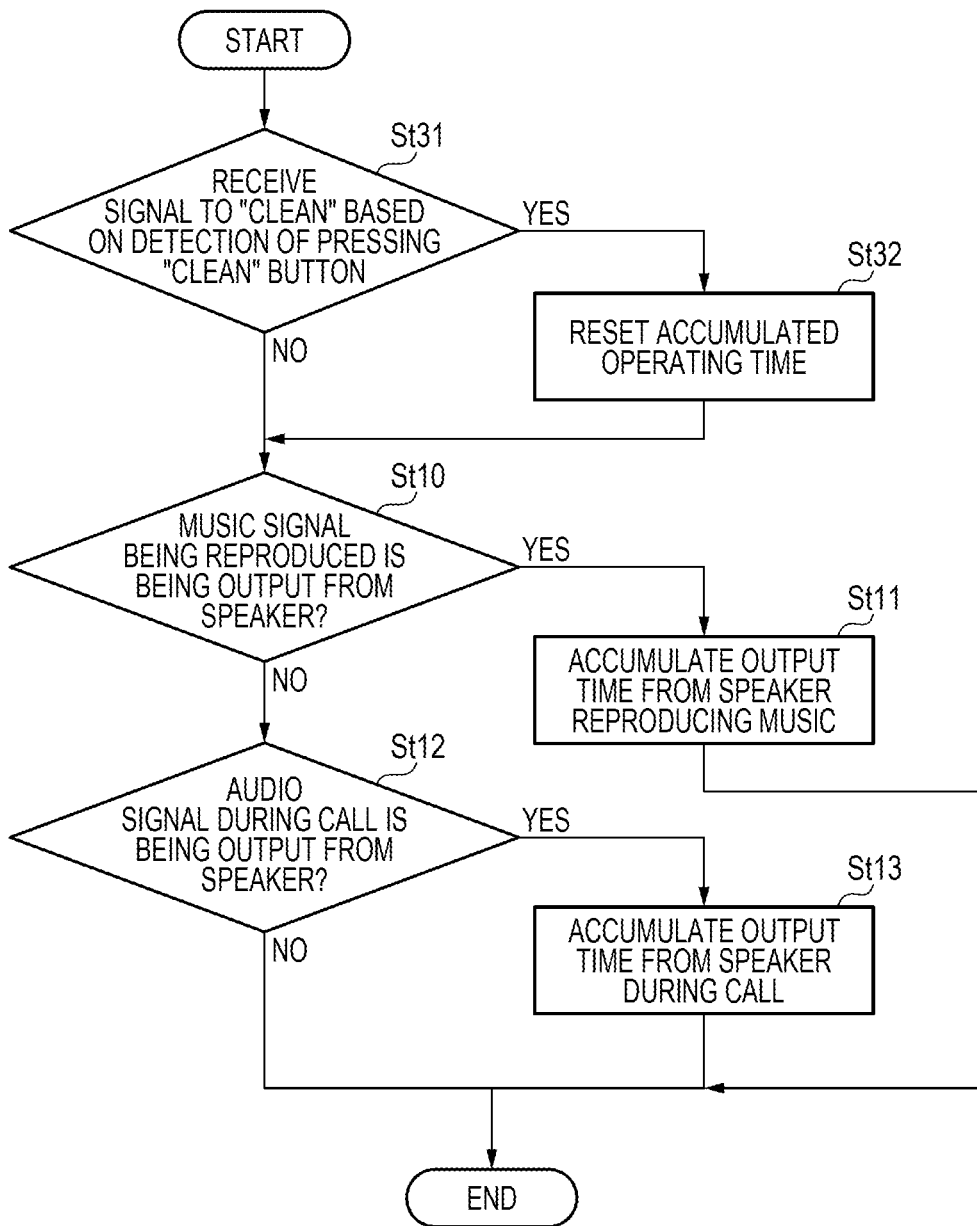 START
St31
RECEIVE
SIGNAL TO "CLEAN" BASED
ON DETECTION OF PRESSING
"CLEAN" BUTTON
YES
NO
St32
RESET ACCUMULATED
OPERATING TIME
St10
MUSIC SIGNAL
BEING REPRODUCED IS
BEING OUTPUT FROM
SPEAKER?
YES
NO
St11
ACCUMULATE OUTPUT
TIME FROM SPEAKER
REPRODUCING MUSIC
St12
AUDIO
SIGNAL DURING CALL IS
BEING OUTPUT FROM
SPEAKER?
YES
NO
St13
ACCUMULATE OUTPUT
TIME FROM SPEAKER
DURING CALL
END